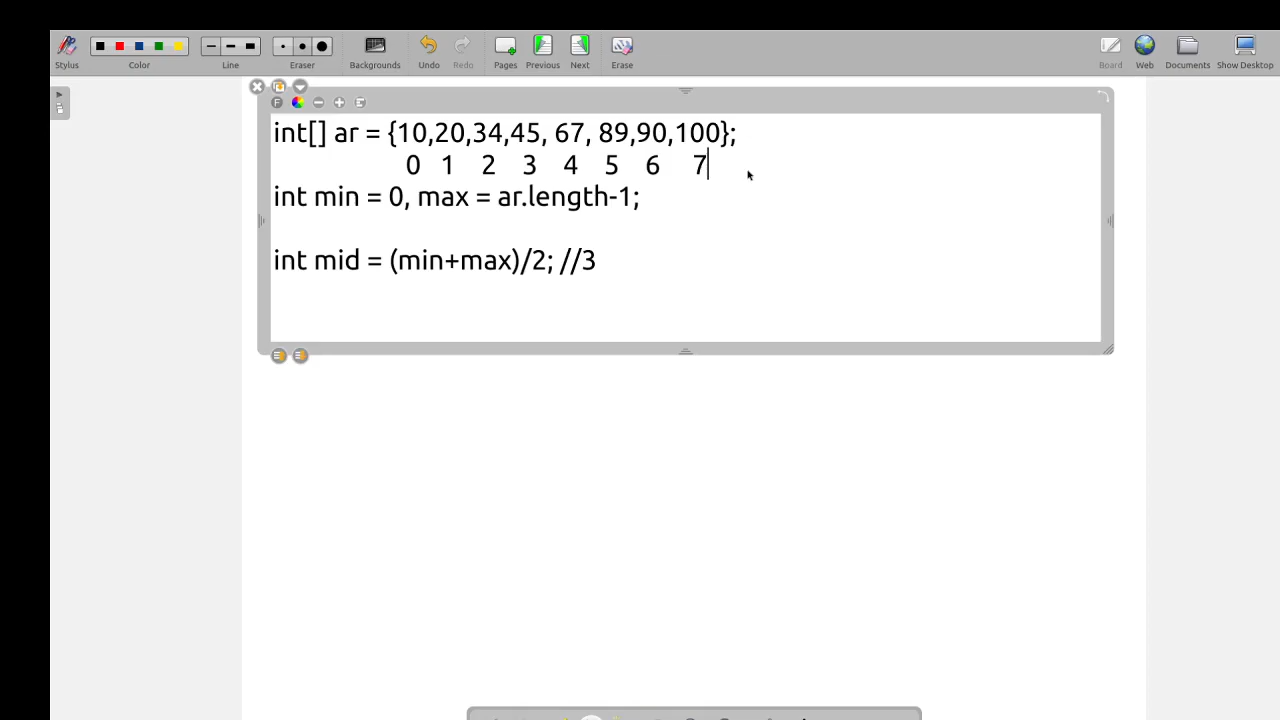 Stylus Color Line Eraser Backgrounds Undo Redo Pages Previous Next Erase Board Web Documents Show Desktop
F
int[] ar = {10,20,34,45, 67, 89,90,100};
0 1 2 3 4 5 6 7
int min = 0, max = ar.length-1;
int mid = (min+max)/2; //3